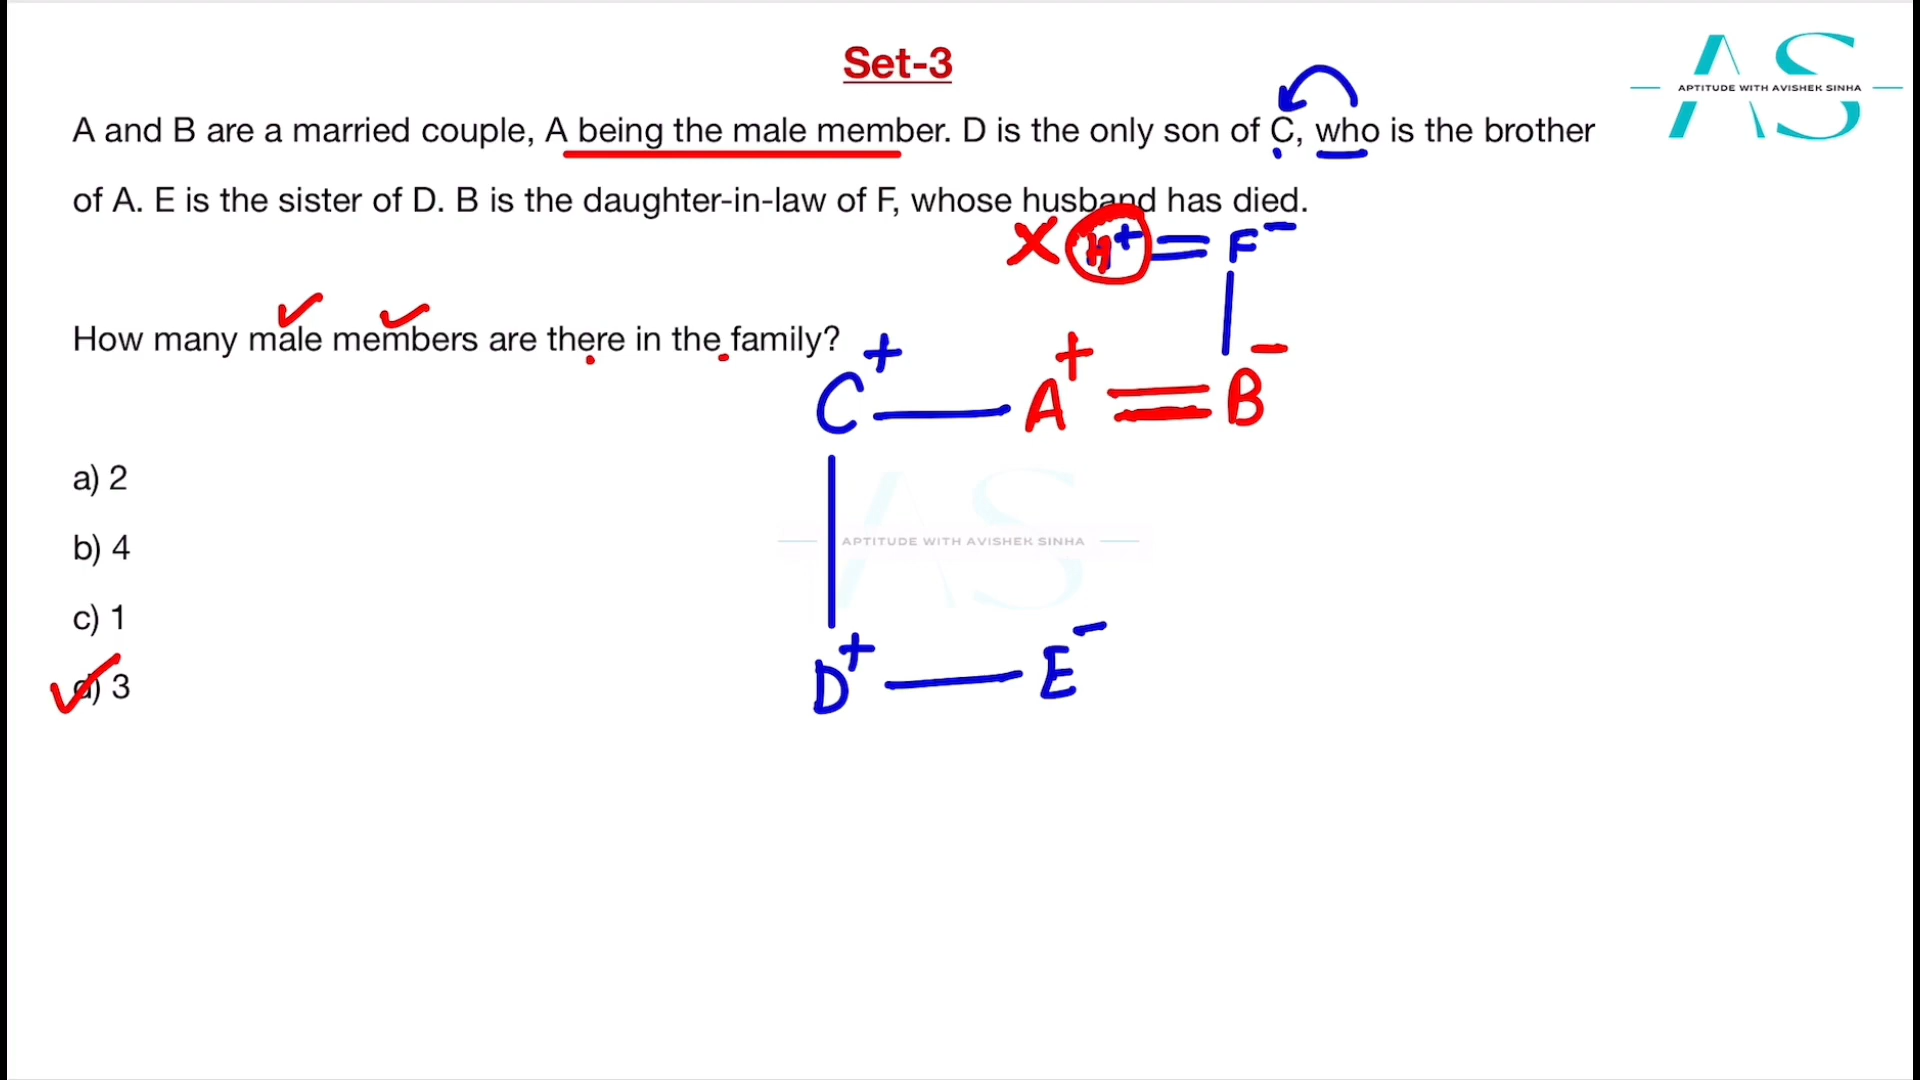 Set-3
AS
APTITUDE WITH AVISHEK SINHA
A and B are a married couple, A being the male member. D is the only son of C, who is the brother
of A. E is the sister of D. B is the daughter-in-law of F, whose husband has died.
X H+ = F-
How many male members are there in the family?
C+ — A+ = B-
a) 2
b) 4
APTITUDE WITH AVISHEK SINHA
c) 1
d) 3
D+ — E-